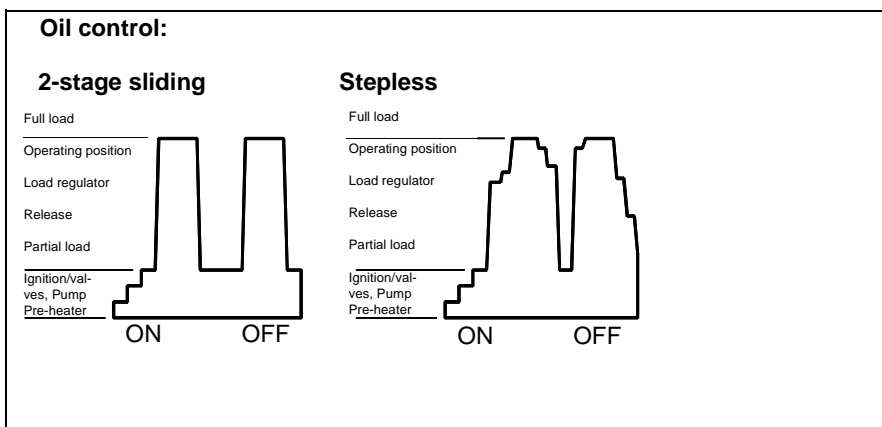 Oil control:
2-stage sliding
Full load
Operating position
Load regulator
Release
Partial load
Ignition/val-
ves, Pump
Pre-heater
ON OFF
Stepless
Full load
Operating position
Load regulator
Release
Partial load
Ignition/val-
ves, Pump
Pre-heater
ON OFF